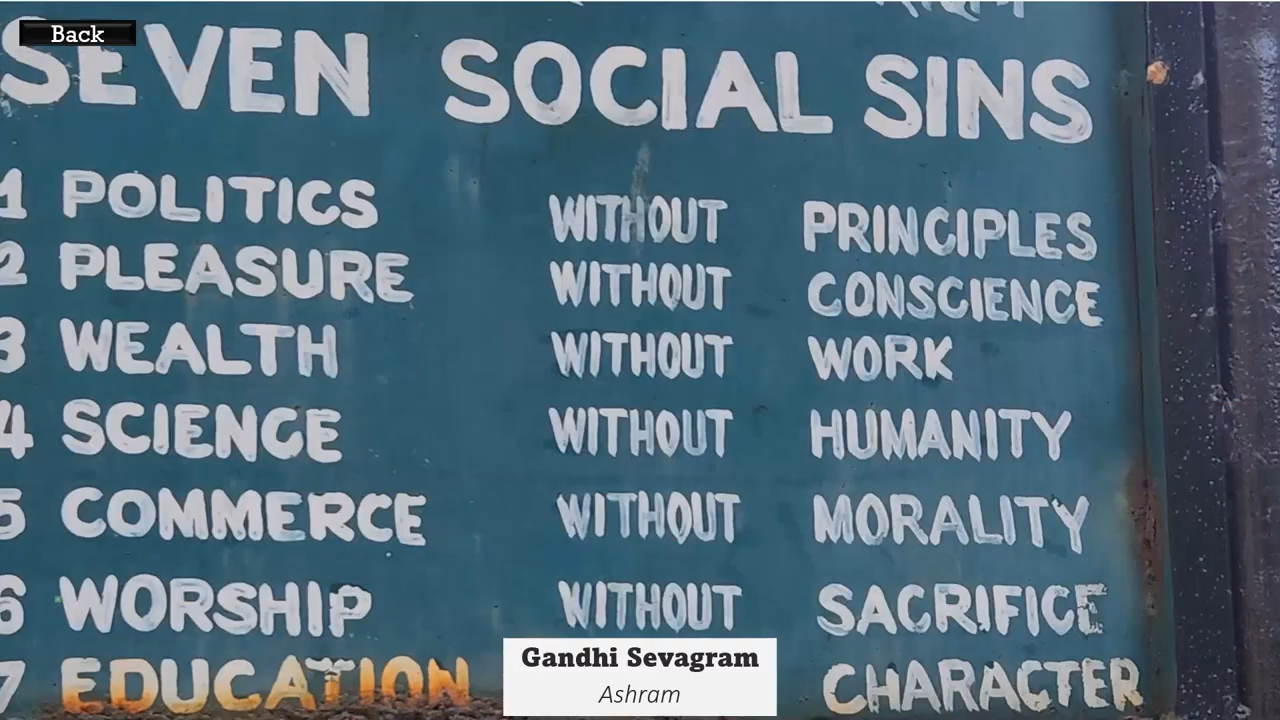 Back
SEVEN SOCIAL SINS
1 POLITICS WITHOUT PRINCIPLES
2 PLEASURE WITHOUT CONSCIENCE
3 WEALTH WITHOUT WORK
4 SCIENCE WITHOUT HUMANITY
5 COMMERCE WITHOUT MORALITY
6 WORSHIP WITHOUT SACRIFICE
7 EDUCATION CHARACTER
Gandhi Sevagram
Ashram